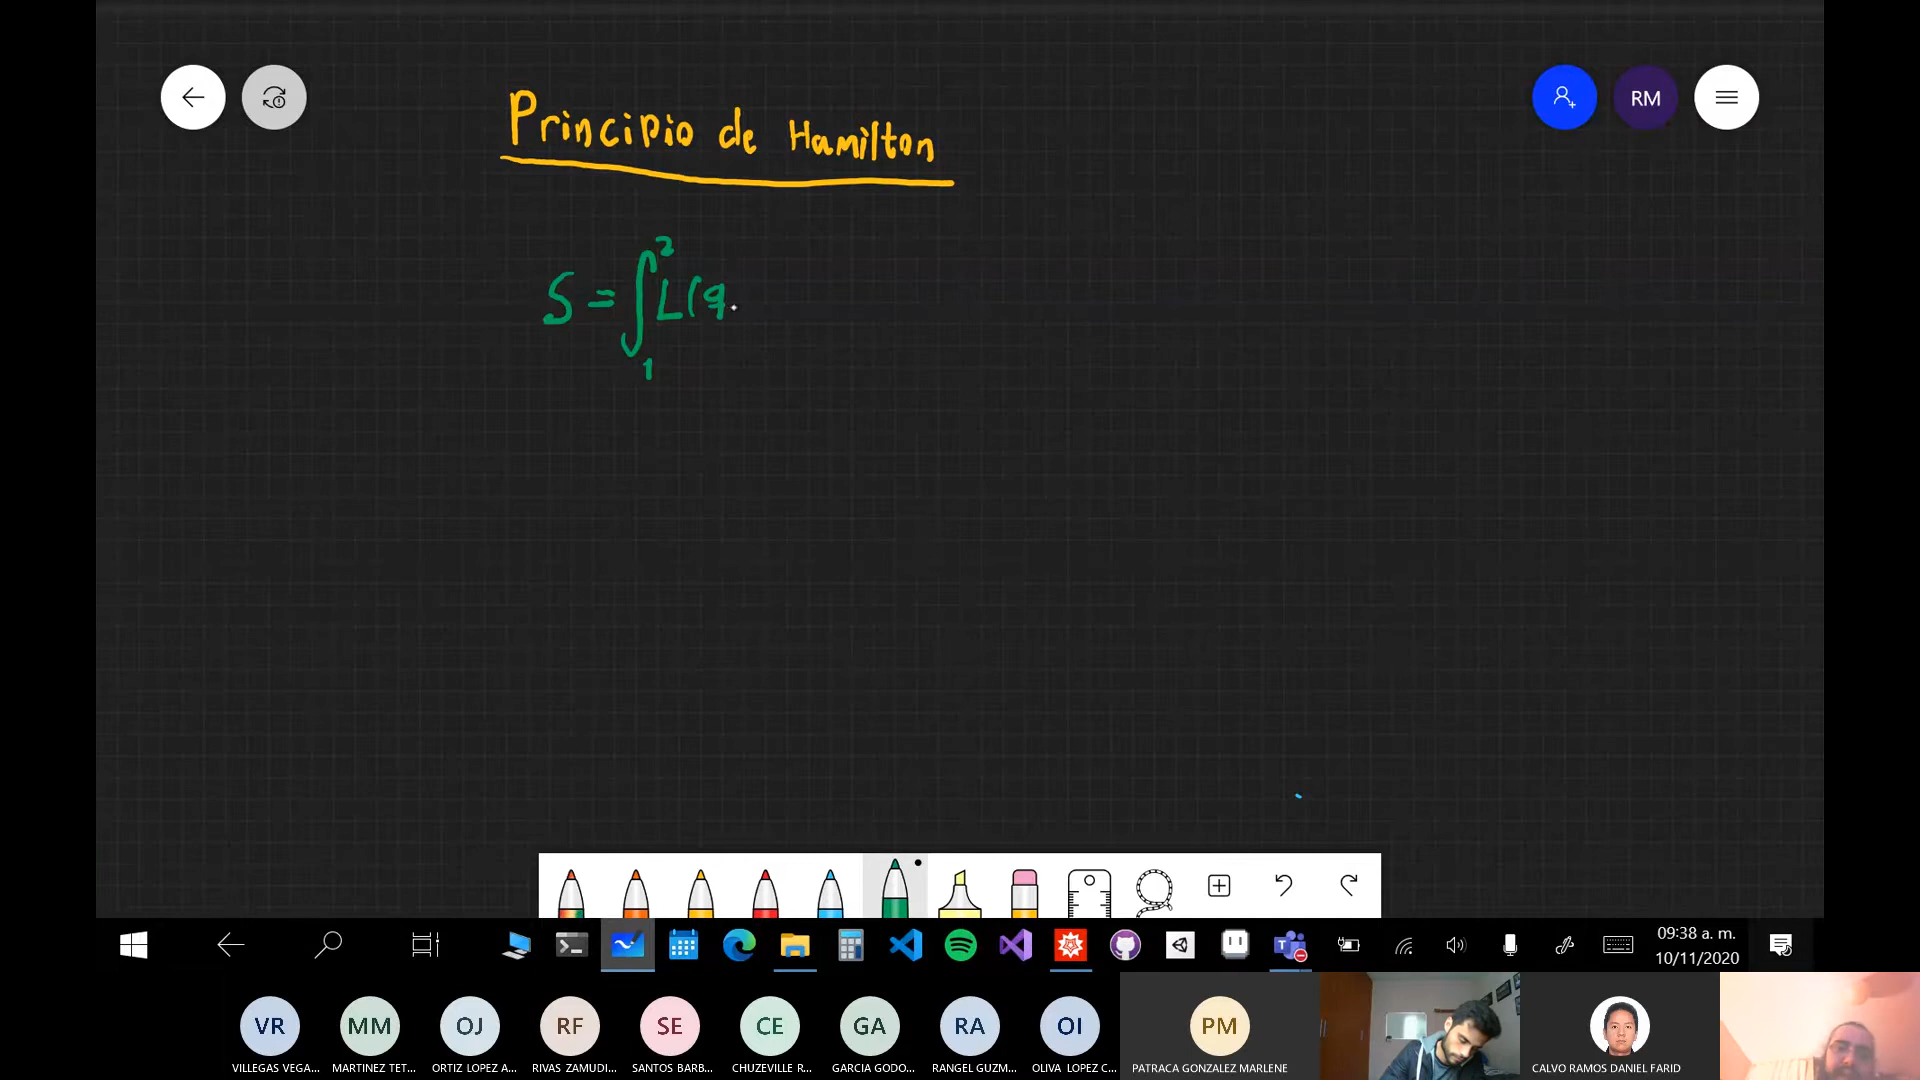 Principio de Hamilton
RM
S = ∫₁² L(q
09:38 a. m.
10/11/2020
VR
MM
OJ
RF
SE
CE
GA
RA
OI
PM
VILLEGAS VEGA...
MARTINEZ TET...
ORTIZ LOPEZ A...
RIVAS ZAMUDI...
SANTOS BARB...
CHUZEVILLE R...
GARCIA GODO...
RANGEL GUZM...
OLIVA LOPEZ C...
PATRACA GONZALEZ MARLENE
CALVO RAMOS DANIEL FARID